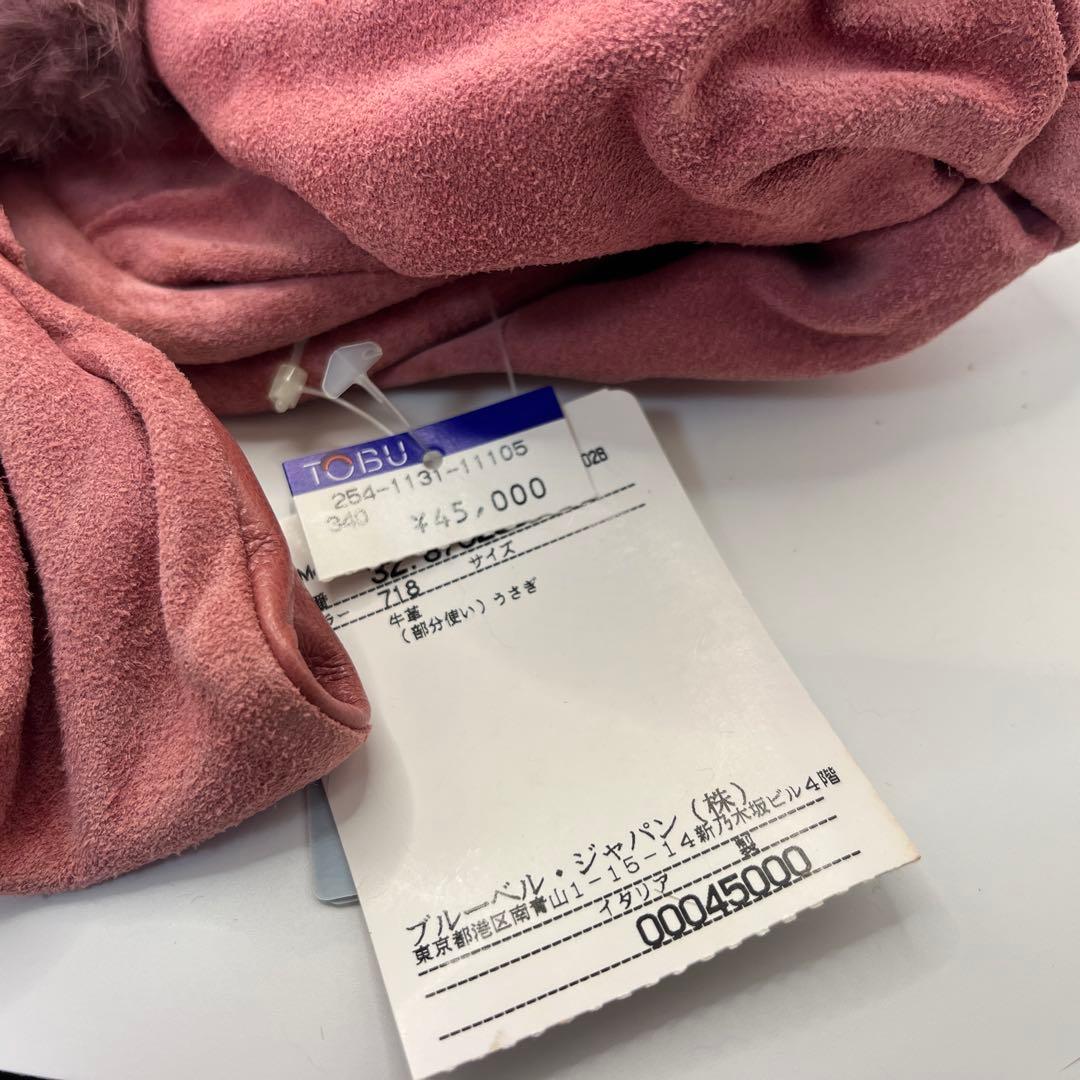 TOBU
254-1131-11105
340 ¥45,000
028
718 サイズ
牛革
(部分使い)うさぎ
ブルーベル・ジャパン(株)
東京都港区南青山1-15-14新乃木坂ビル4階
イタリア 製
00045000